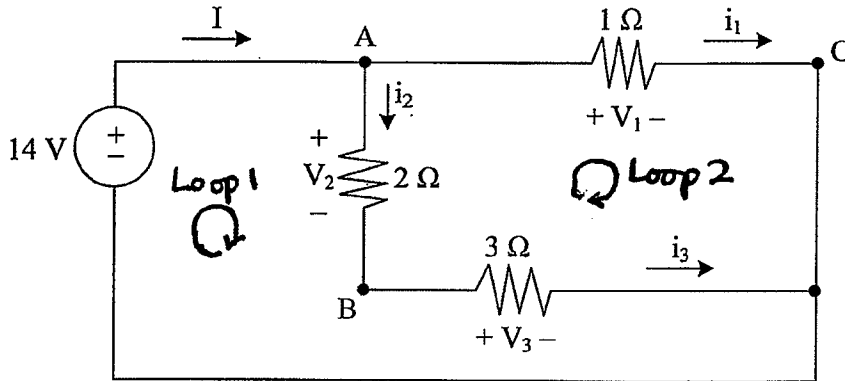 I
A
1 Ω
i₁
C
i₂
+ V₁ −
14 V
+
−
+
V₂
−
2 Ω
Loop 1
Loop 2
3 Ω
i₃
B
+ V₃ −